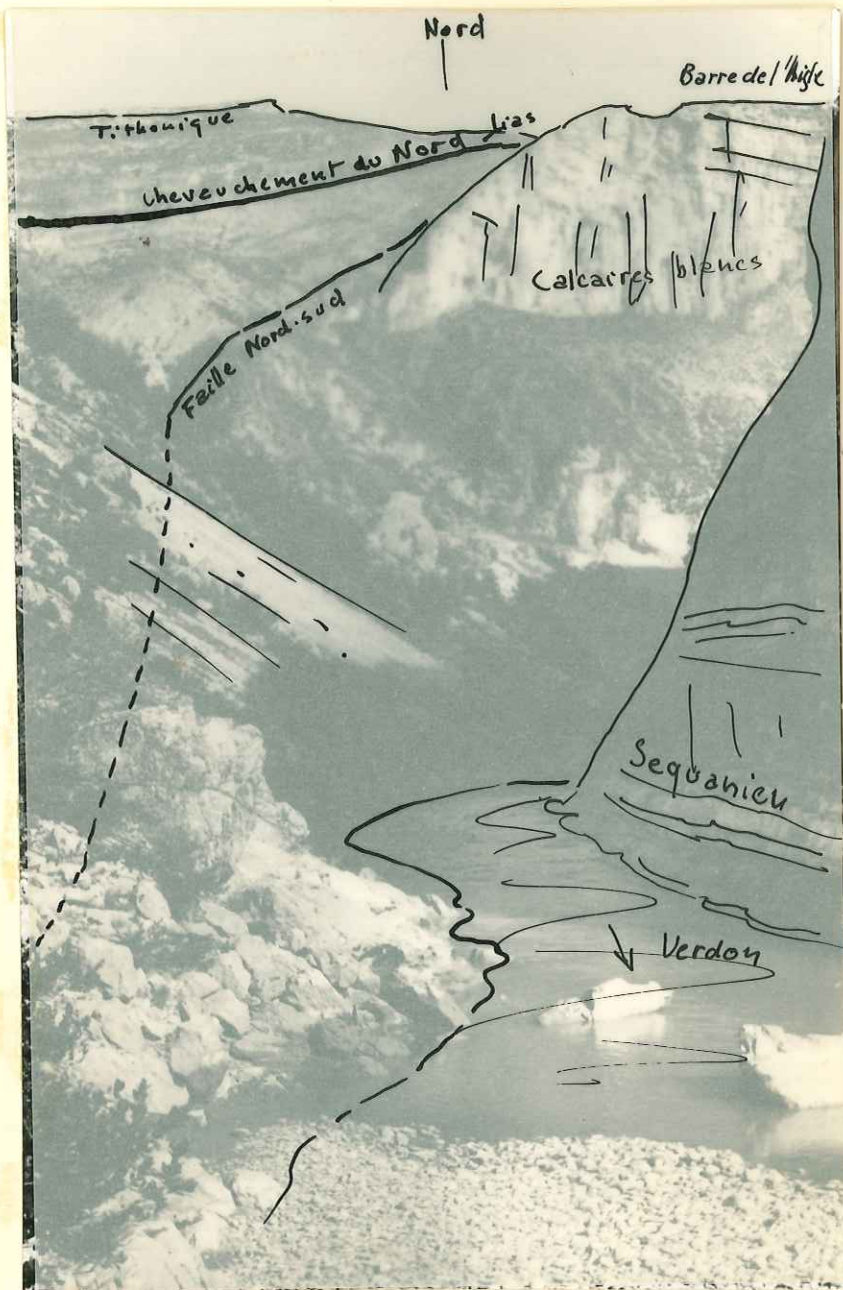 Nord
Barre de l'Aigle
Tithonique
Lias
Chevauchement du Nord
Calcaires blancs
Faille Nord-sud
Sequanien
Verdon